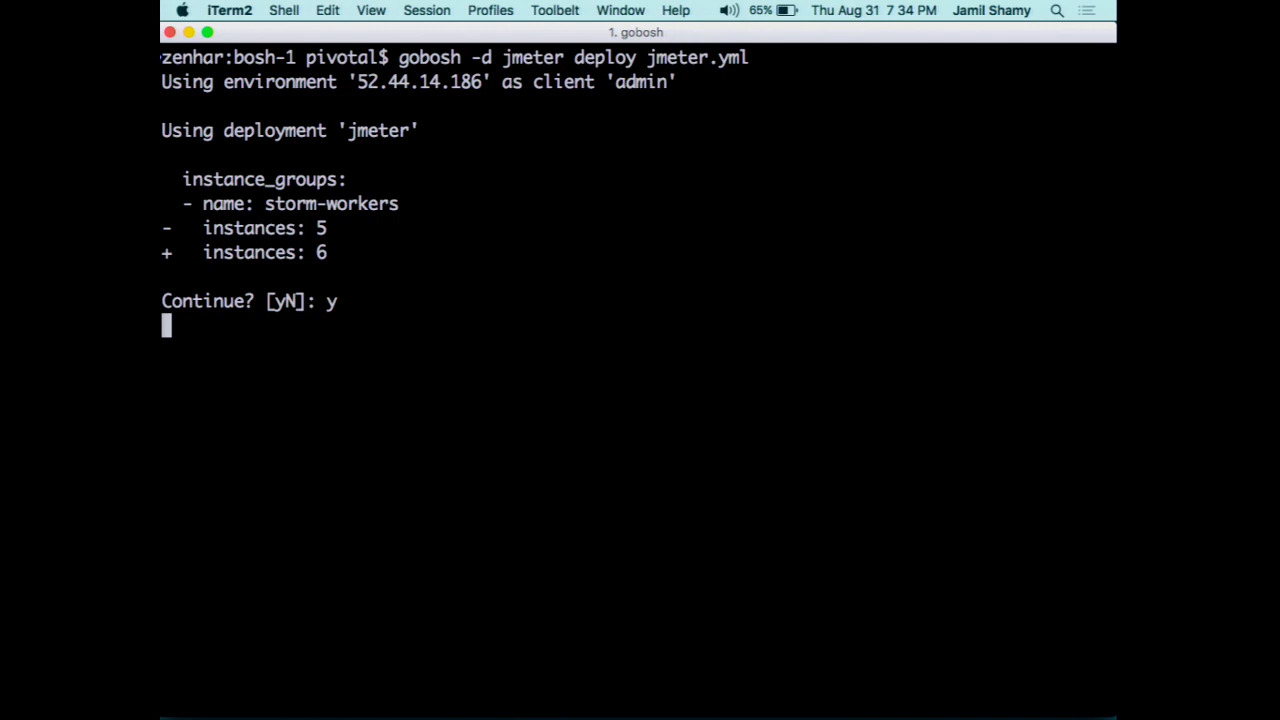 iTerm2 Shell Edit View Session Profiles Toolbelt Window Help 65% Thu Aug 31 7:34 PM Jamil Shamy
1. gobosh
zenhar:bosh-1 pivotal$ gobosh -d jmeter deploy jmeter.yml
Using environment '52.44.14.186' as client 'admin'
Using deployment 'jmeter'
instance_groups:
- name: storm-workers
- instances: 5
+ instances: 6
Continue? [yN]: y